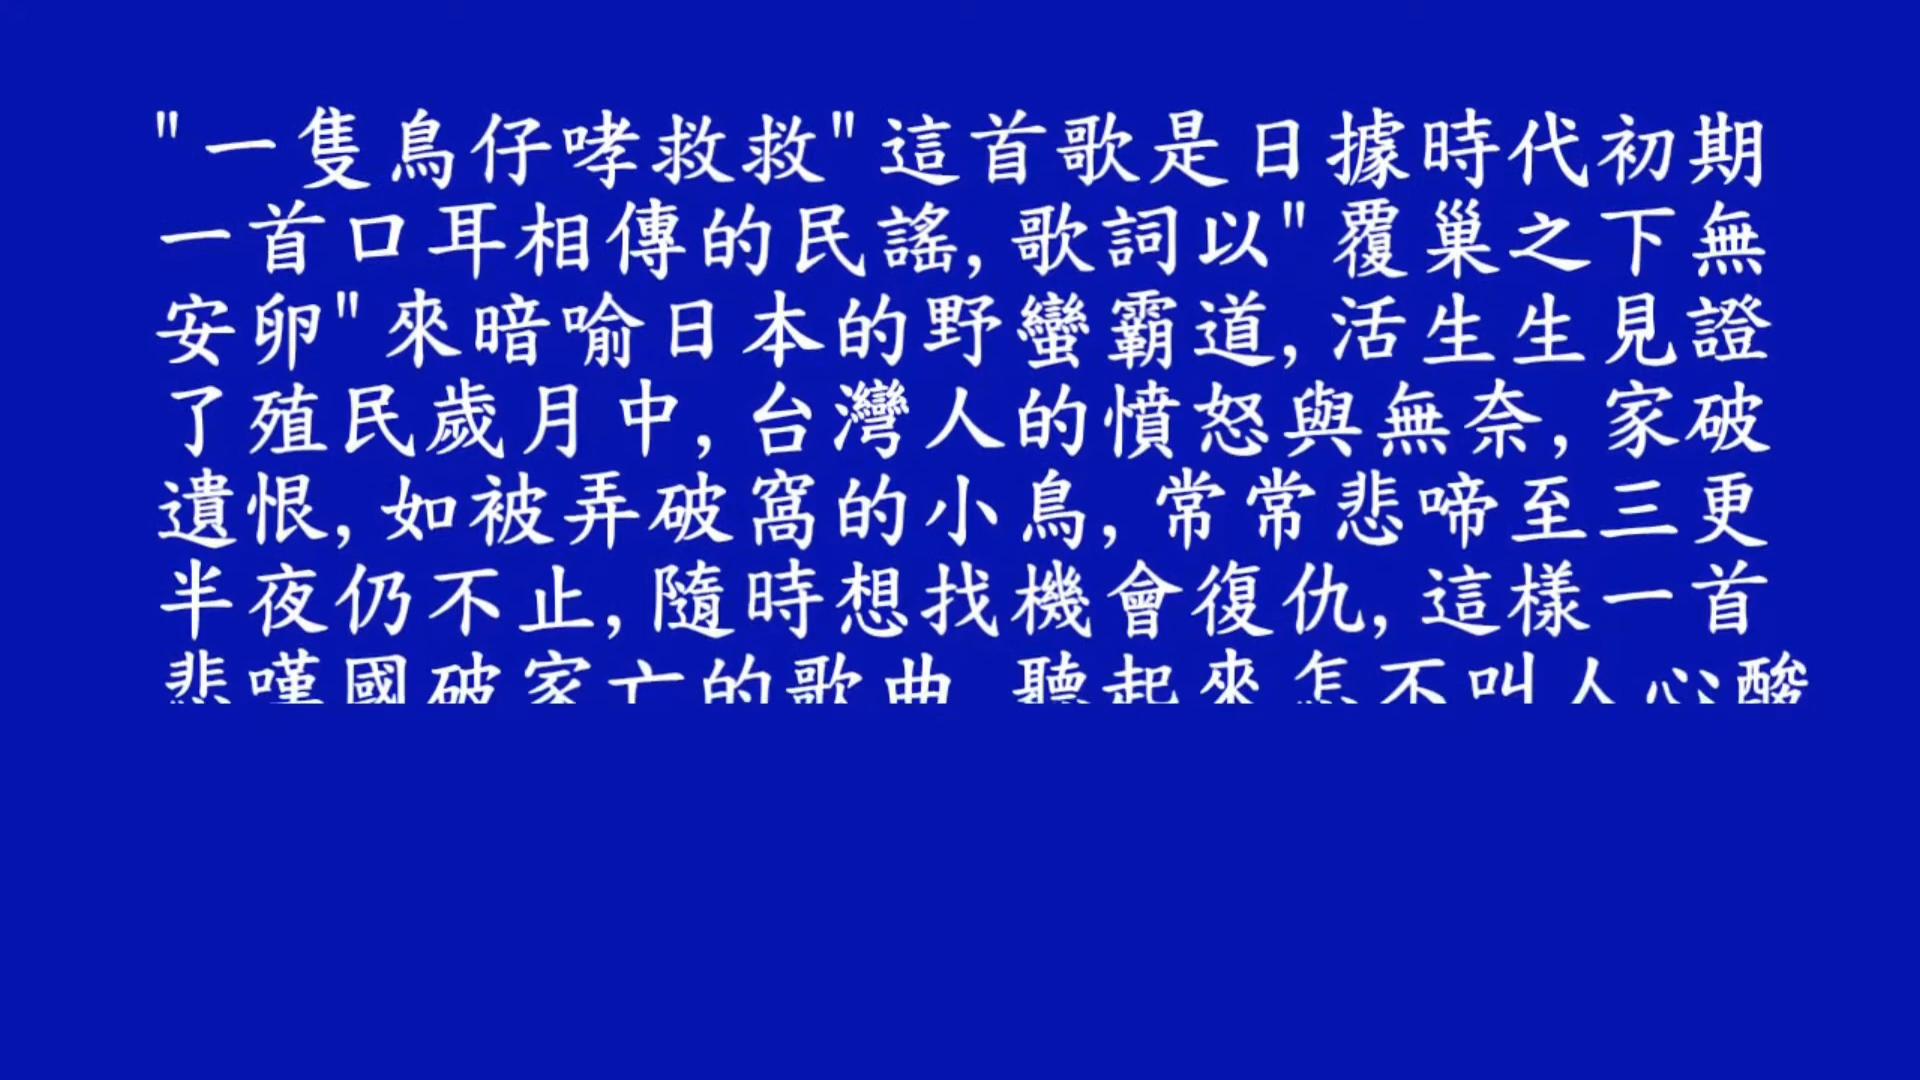 "一隻鳥仔哮救救"這首歌是日據時代初期
一首口耳相傳的民謠,歌詞以"覆巢之下無
安卵"來暗喻日本的野蠻霸道,活生生見證
了殖民歲月中,台灣人的憤怒與無奈,家破
遺恨,如被弄破窩的小鳥,常常悲啼至三更
半夜仍不止,隨時想找機會復仇,這樣一首
悲嘆國破家亡的歌曲 聽起來怎不叫人心酸